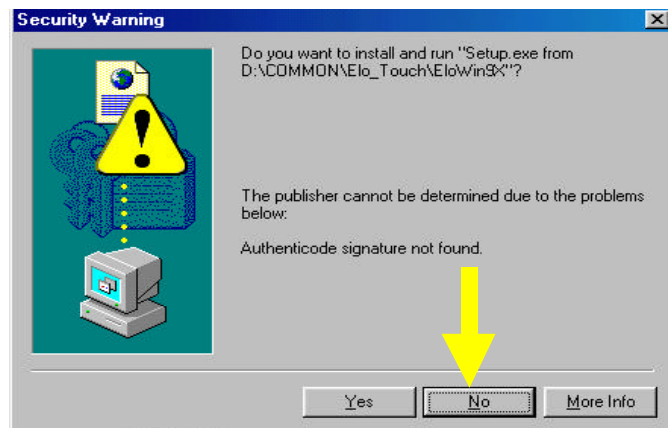 Security Warning
Do you want to install and run "Setup.exe from
D:\COMMON\Elo_Touch\EloWin9X"?
The publisher cannot be determined due to the problems
below:
Authenticode signature not found.
Yes
No
More Info